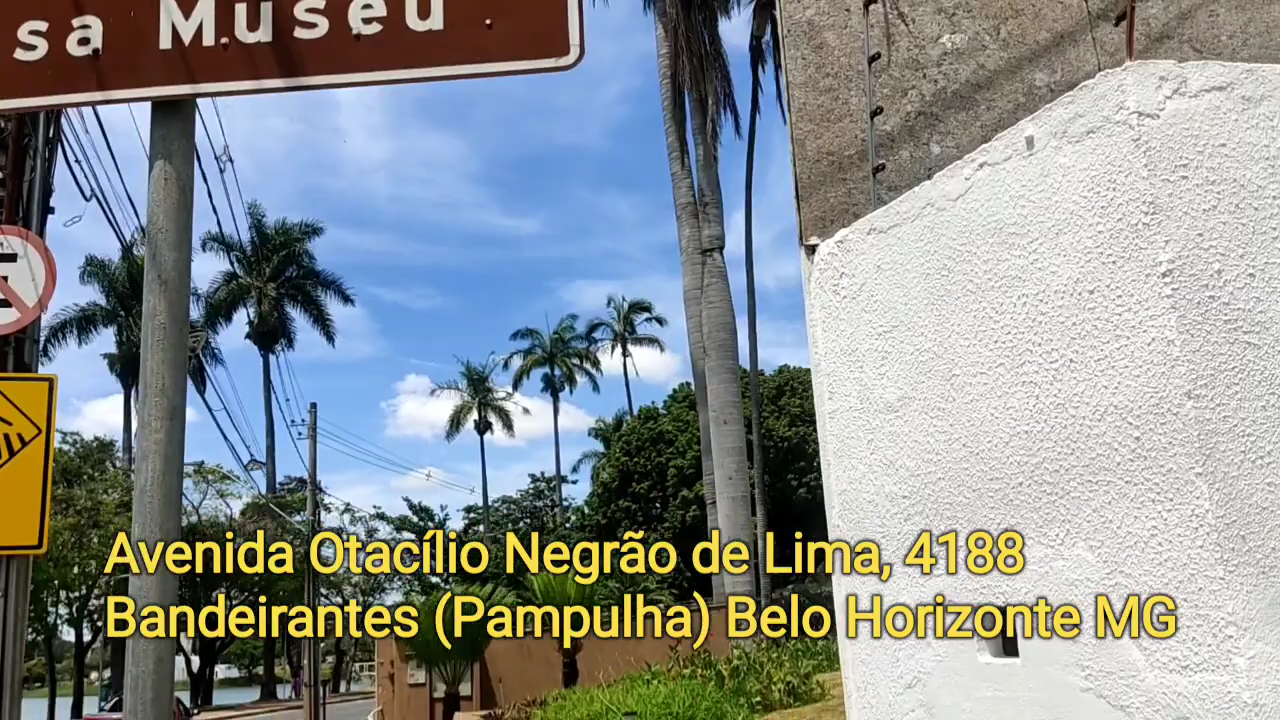 sa Museu
Avenida Otacílio Negrão de Lima, 4188
Bandeirantes (Pampulha) Belo Horizonte MG